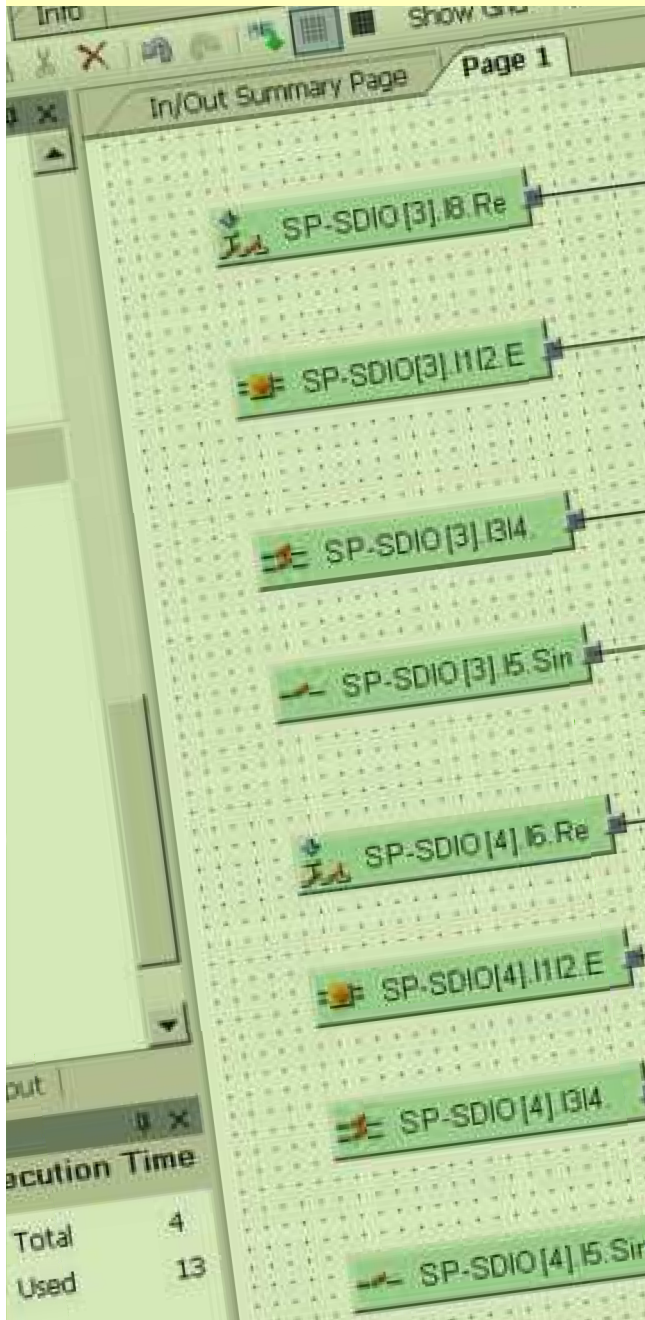 Info
Show Grid
In/Out Summary Page
Page 1
SP-SDIO[3].I8.Re
SP-SDIO[3].I1I2.E
SP-SDIO[3].I3I4.
SP-SDIO[3].I5.Sin
SP-SDIO[4].I6.Re
SP-SDIO[4].I1I2.E
SP-SDIO[4].I3I4.
SP-SDIO[4].I5.Sin
put
ecution Time
Total 4
Used 13